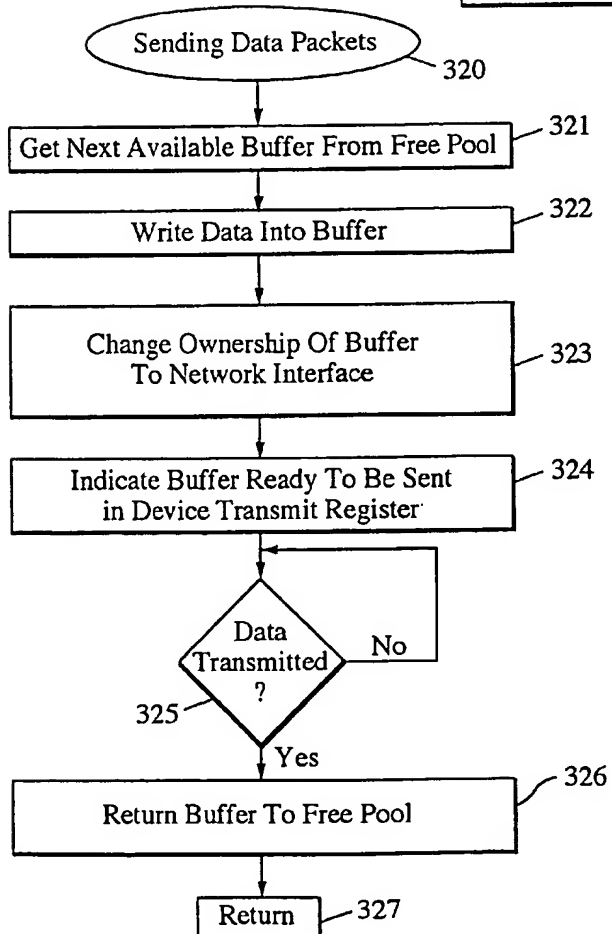 Sending Data Packets
320
Get Next Available Buffer From Free Pool
321
Write Data Into Buffer
322
Change Ownership Of Buffer
To Network Interface
323
Indicate Buffer Ready To Be Sent
in Device Transmit Register
324
Data
Transmitted
?
No
325
Yes
Return Buffer To Free Pool
326
Return
327